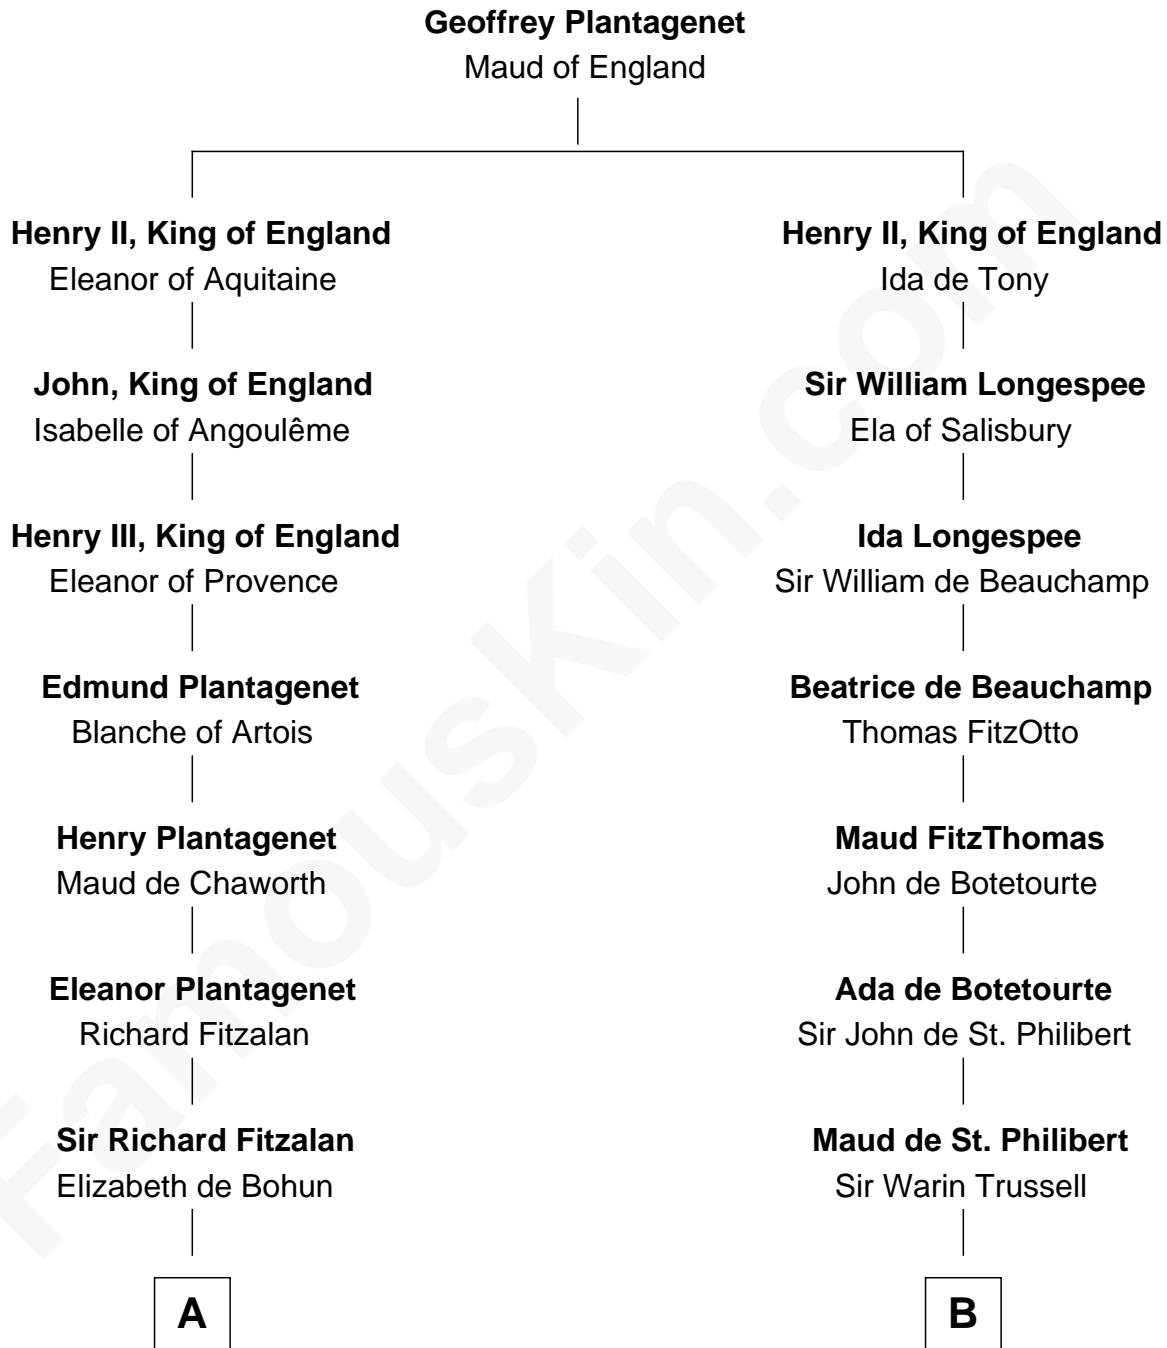 Geoffrey Plantagenet
Maud of England
Henry II, King of England
Eleanor of Aquitaine
Henry II, King of England
Ida de Tony
John, King of England
Isabelle of Angoulême
Sir William Longespee
Ela of Salisbury
Henry III, King of England
Eleanor of Provence
Ida Longespee
Sir William de Beauchamp
Edmund Plantagenet
Blanche of Artois
Beatrice de Beauchamp
Thomas FitzOtto
Henry Plantagenet
Maud de Chaworth
Maud FitzThomas
John de Botetourte
Eleanor Plantagenet
Richard Fitzalan
Ada de Botetourte
Sir John de St. Philibert
Sir Richard Fitzalan
Elizabeth de Bohun
Maud de St. Philibert
Sir Warin Trussell
A
B
FamousKin.com